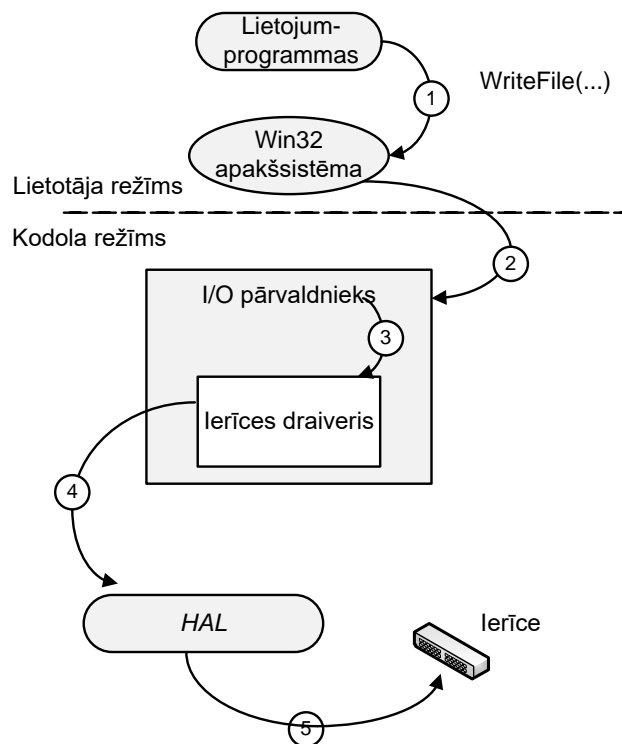 Lietojum-
programmas
1
WriteFile(...)
Win32
apakšsistēma
Lietotāja režīms
Kodola režīms
2
I/O pārvaldnieks
3
Ierīces draiveris
4
HAL
Ierīce
5